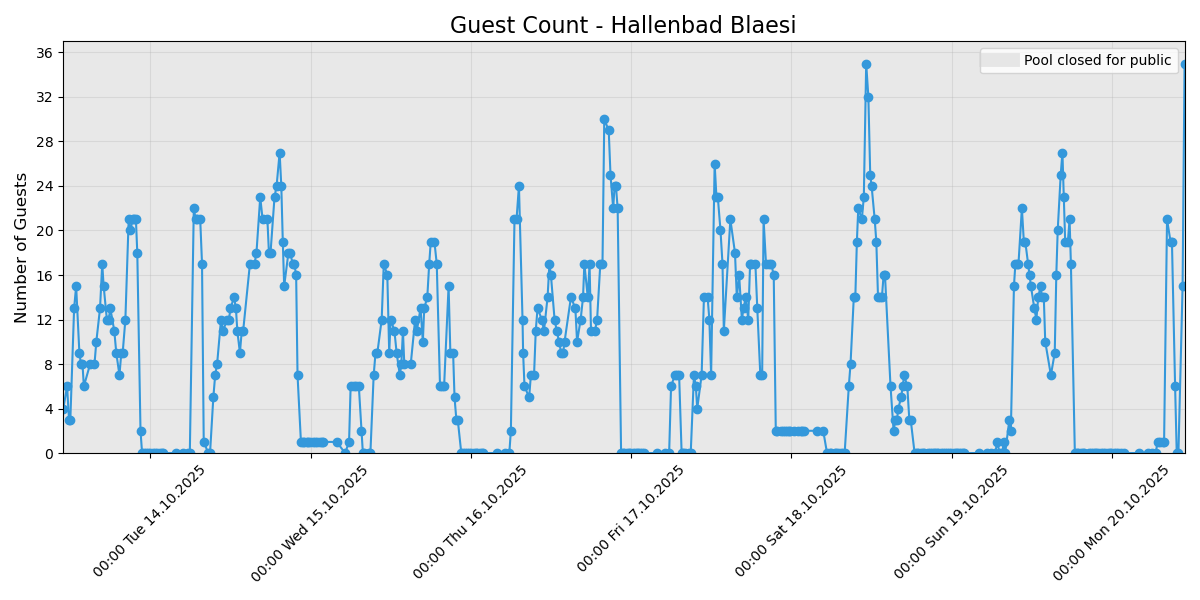 Guest Count - Hallenbad Blaesi
Pool closed for public
Number of Guests
36
32
28
24
20
16
12
8
4
0
00:00 Tue 14.10.2025
00:00 Wed 15.10.2025
00:00 Thu 16.10.2025
00:00 Fri 17.10.2025
00:00 Sat 18.10.2025
00:00 Sun 19.10.2025
00:00 Mon 20.10.2025